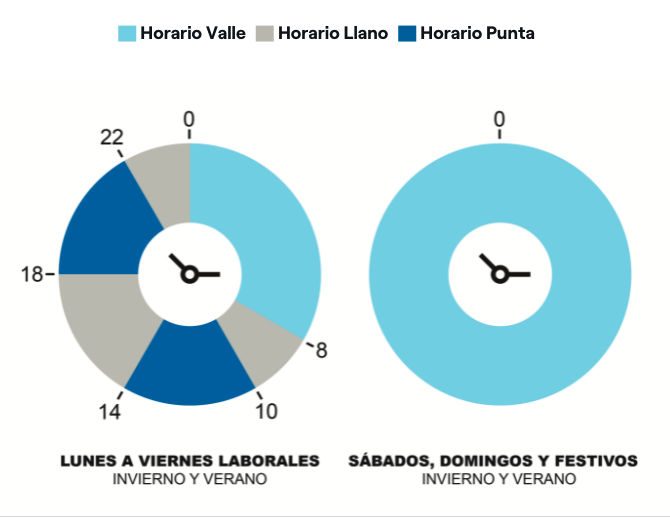 Horario Valle Horario Llano Horario Punta
0
22
18
8
14
10
0
LUNES A VIERNES LABORALES
INVIERNO Y VERANO
SÁBADOS, DOMINGOS Y FESTIVOS
INVIERNO Y VERANO